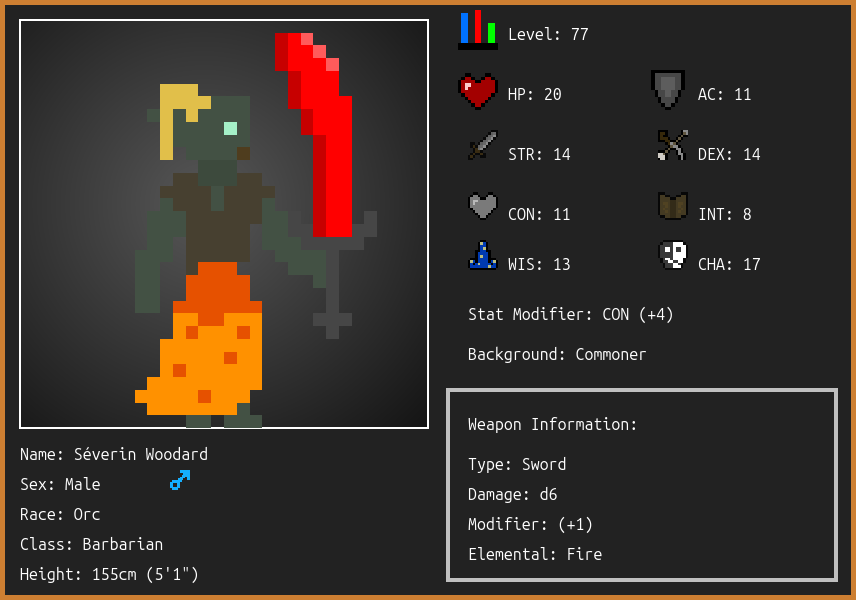 Level: 77
HP: 20
AC: 11
STR: 14
DEX: 14
CON: 11
INT: 8
WIS: 13
CHA: 17
Stat Modifier: CON (+4)
Background: Commoner
Weapon Information:
Type: Sword
Damage: d6
Modifier: (+1)
Elemental: Fire
Name: Séverin Woodard
Sex: Male
Race: Orc
Class: Barbarian
Height: 155cm (5'1")